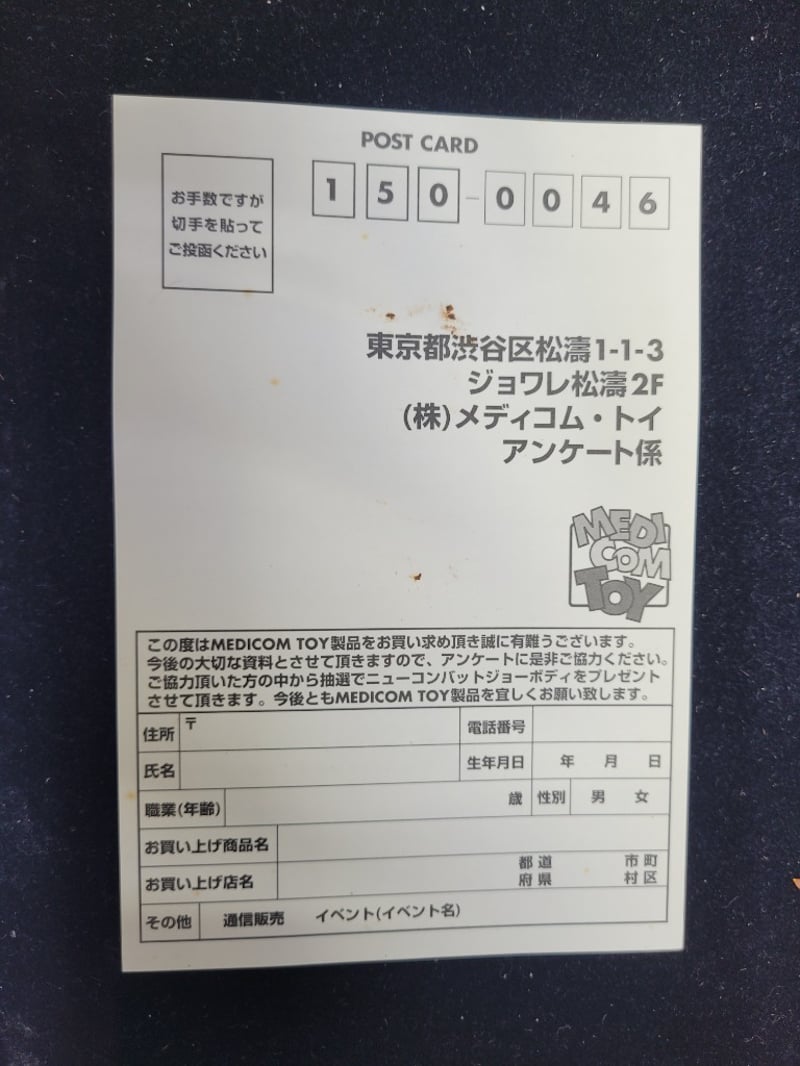 POST CARD
お手数ですが
切手を貼って
ご投函ください
150-0046
東京都渋谷区松濤1-1-3
ジョワレ松濤2F
(株)メディコム・トイ
アンケート係
MEDI
COM
TOY
この度はMEDICOM TOY製品をお買い求め頂き誠に有難うございます。
今後の大切な資料とさせて頂きますので、アンケートに是非ご協力ください。
ご協力頂いた方の中から抽選でニューコンバットジョーボディをプレゼント
させて頂きます。今後ともMEDICOM TOY製品を宜しくお願い致します。
住所 〒 電話番号
氏名 生年月日 年 月 日
職業(年齢) 歳 性別 男 女
お買い上げ商品名
お買い上げ店名 都道府県 市町村区
その他 通信販売 イベント(イベント名)